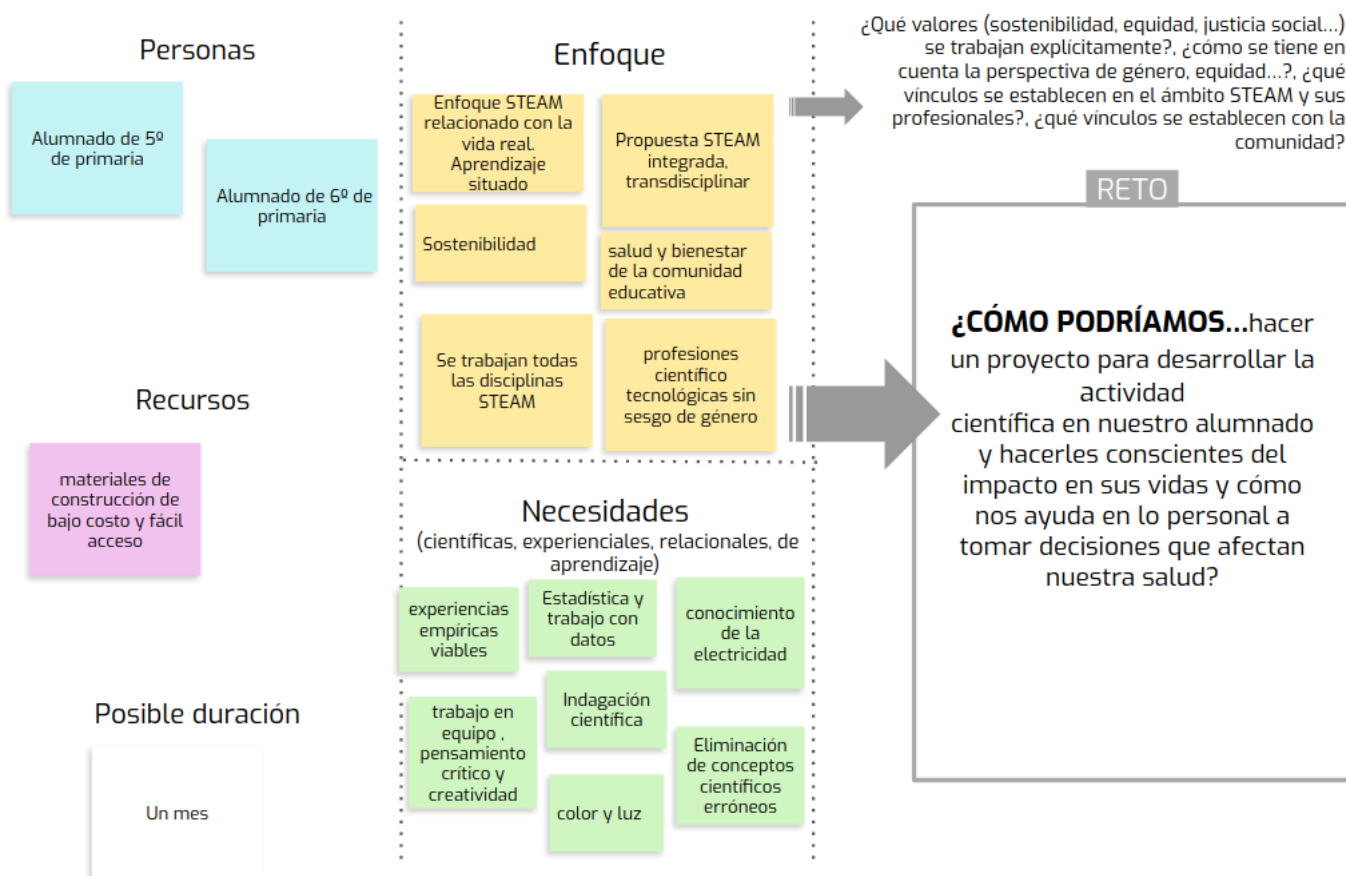 Personas
Alumnado de 5º
de primaria
Alumnado de 6º de
primaria
Recursos
materiales de
construcción de
bajo costo y fácil
acceso
Posible duración
Un mes
Enfoque
Enfoque STEAM
relacionado con la
vida real.
Aprendizaje
situado
Propuesta STEAM
integrada,
transdisciplinar
Sostenibilidad
salud y bienestar
de la comunidad
educativa
Se trabajan todas
las disciplinas
STEAM
profesiones
científico
tecnológicas sin
sesgo de género
Necesidades
(científicas, experienciales, relacionales, de
aprendizaje)
experiencias
empíricas
viables
Estadística y
trabajo con
datos
conocimiento
de la
electricidad
trabajo en
equipo ,
pensamiento
crítico y
creatividad
Indagación
científica
Eliminación
de conceptos
científicos
erróneos
color y luz
¿Qué valores (sostenibilidad, equidad, justicia social...)
se trabajan explícitamente?, ¿cómo se tiene en
cuenta la perspectiva de género, equidad...?, ¿qué
vínculos se establecen en el ámbito STEAM y sus
profesionales?, ¿qué vínculos se establecen con la
comunidad?
RETO
¿CÓMO PODRÍAMOS...hacer
un proyecto para desarrollar la
actividad
científica en nuestro alumnado
y hacerles conscientes del
impacto en sus vidas y cómo
nos ayuda en lo personal a
tomar decisiones que afectan
nuestra salud?